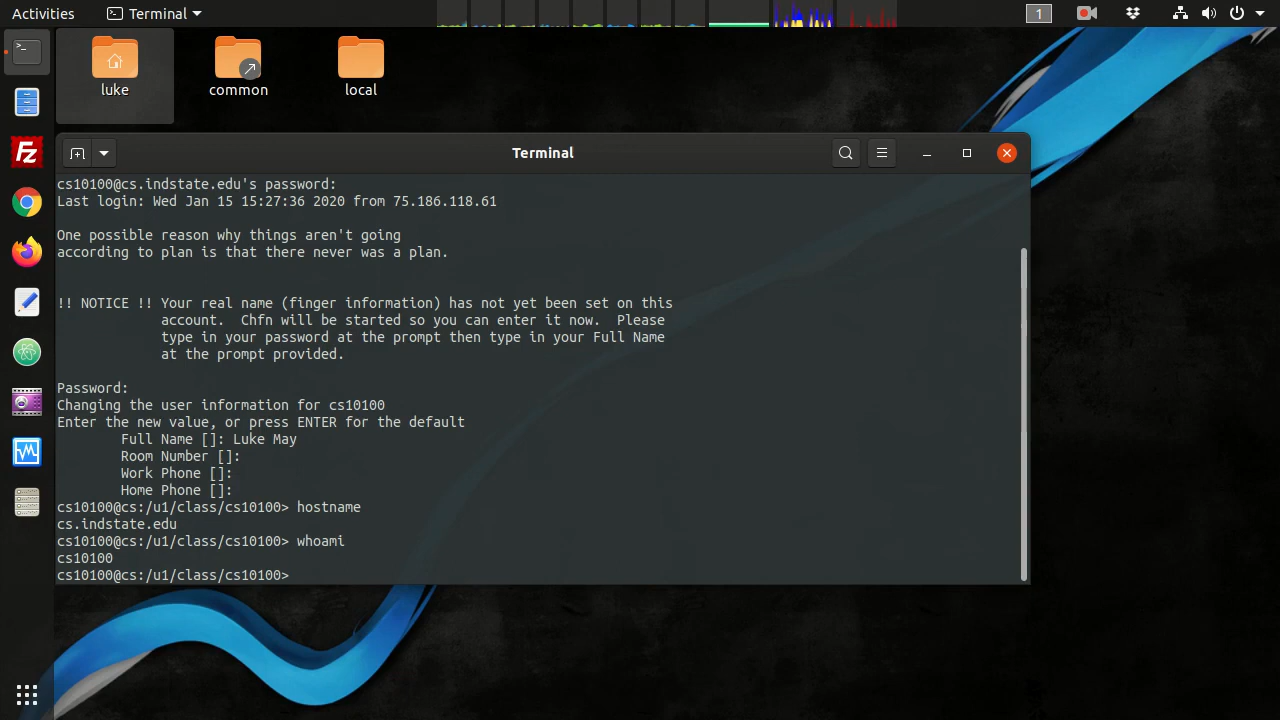 Activities
Terminal
1
luke
common
local
Terminal
cs10100@cs.indstate.edu's password:
Last login: Wed Jan 15 15:27:36 2020 from 75.186.118.61
One possible reason why things aren't going
according to plan is that there never was a plan.
!! NOTICE !! Your real name (finger information) has not yet been set on this
account.  Chfn will be started so you can enter it now.  Please
type in your password at the prompt then type in your Full Name
at the prompt provided.
Password:
Changing the user information for cs10100
Enter the new value, or press ENTER for the default
Full Name []: Luke May
Room Number []:
Work Phone []:
Home Phone []:
cs10100@cs:/u1/class/cs10100> hostname
cs.indstate.edu
cs10100@cs:/u1/class/cs10100> whoami
cs10100
cs10100@cs:/u1/class/cs10100>